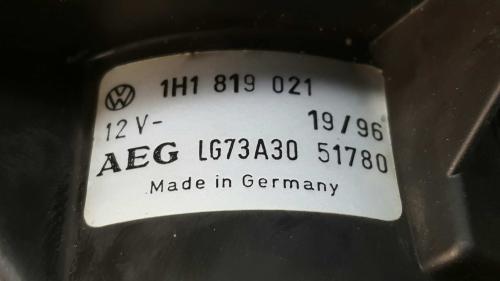 1H1 819 021
12V- 19/96
AEG LG73A30 51780
Made in Germany